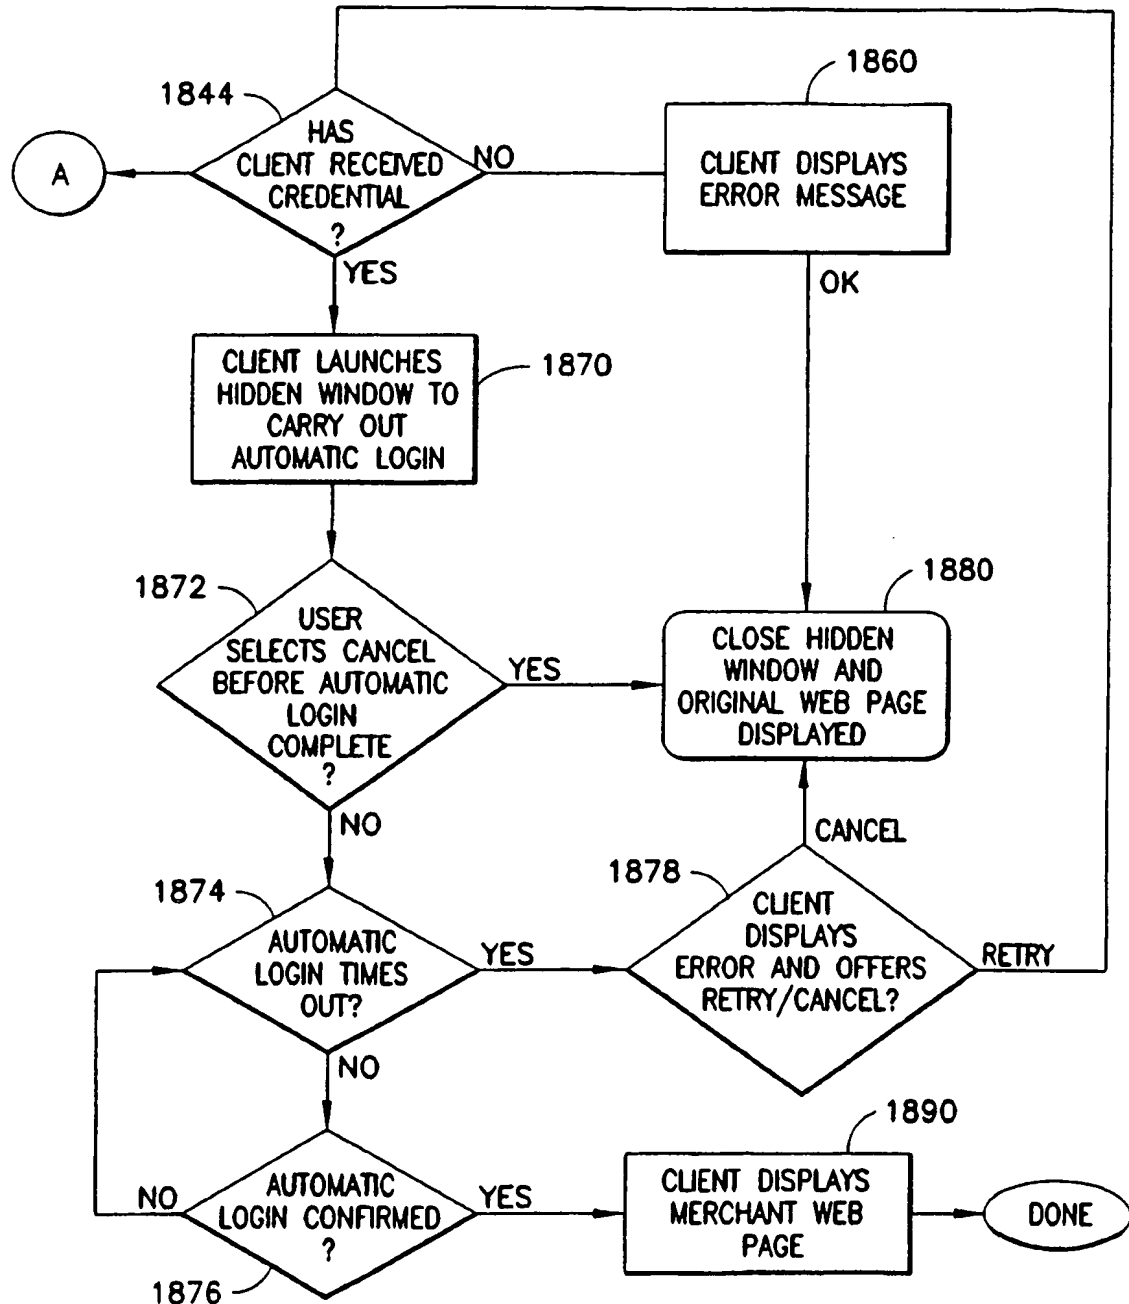 1844
1860
A
HAS
CLIENT RECEIVED
CREDENTIAL
?
NO
CLIENT DISPLAYS
ERROR MESSAGE
YES
OK
CLIENT LAUNCHES
HIDDEN WINDOW TO
CARRY OUT
AUTOMATIC LOGIN
1870
1872
USER
SELECTS CANCEL
BEFORE AUTOMATIC
LOGIN
COMPLETE
?
YES
1880
CLOSE HIDDEN
WINDOW AND
ORIGINAL WEB PAGE
DISPLAYED
NO
CANCEL
1874
AUTOMATIC
LOGIN TIMES
OUT?
YES
1878
CLIENT
DISPLAYS
ERROR AND OFFERS
RETRY/CANCEL?
RETRY
NO
AUTOMATIC
LOGIN CONFIRMED
?
NO
YES
1876
1890
CLIENT DISPLAYS
MERCHANT WEB
PAGE
DONE